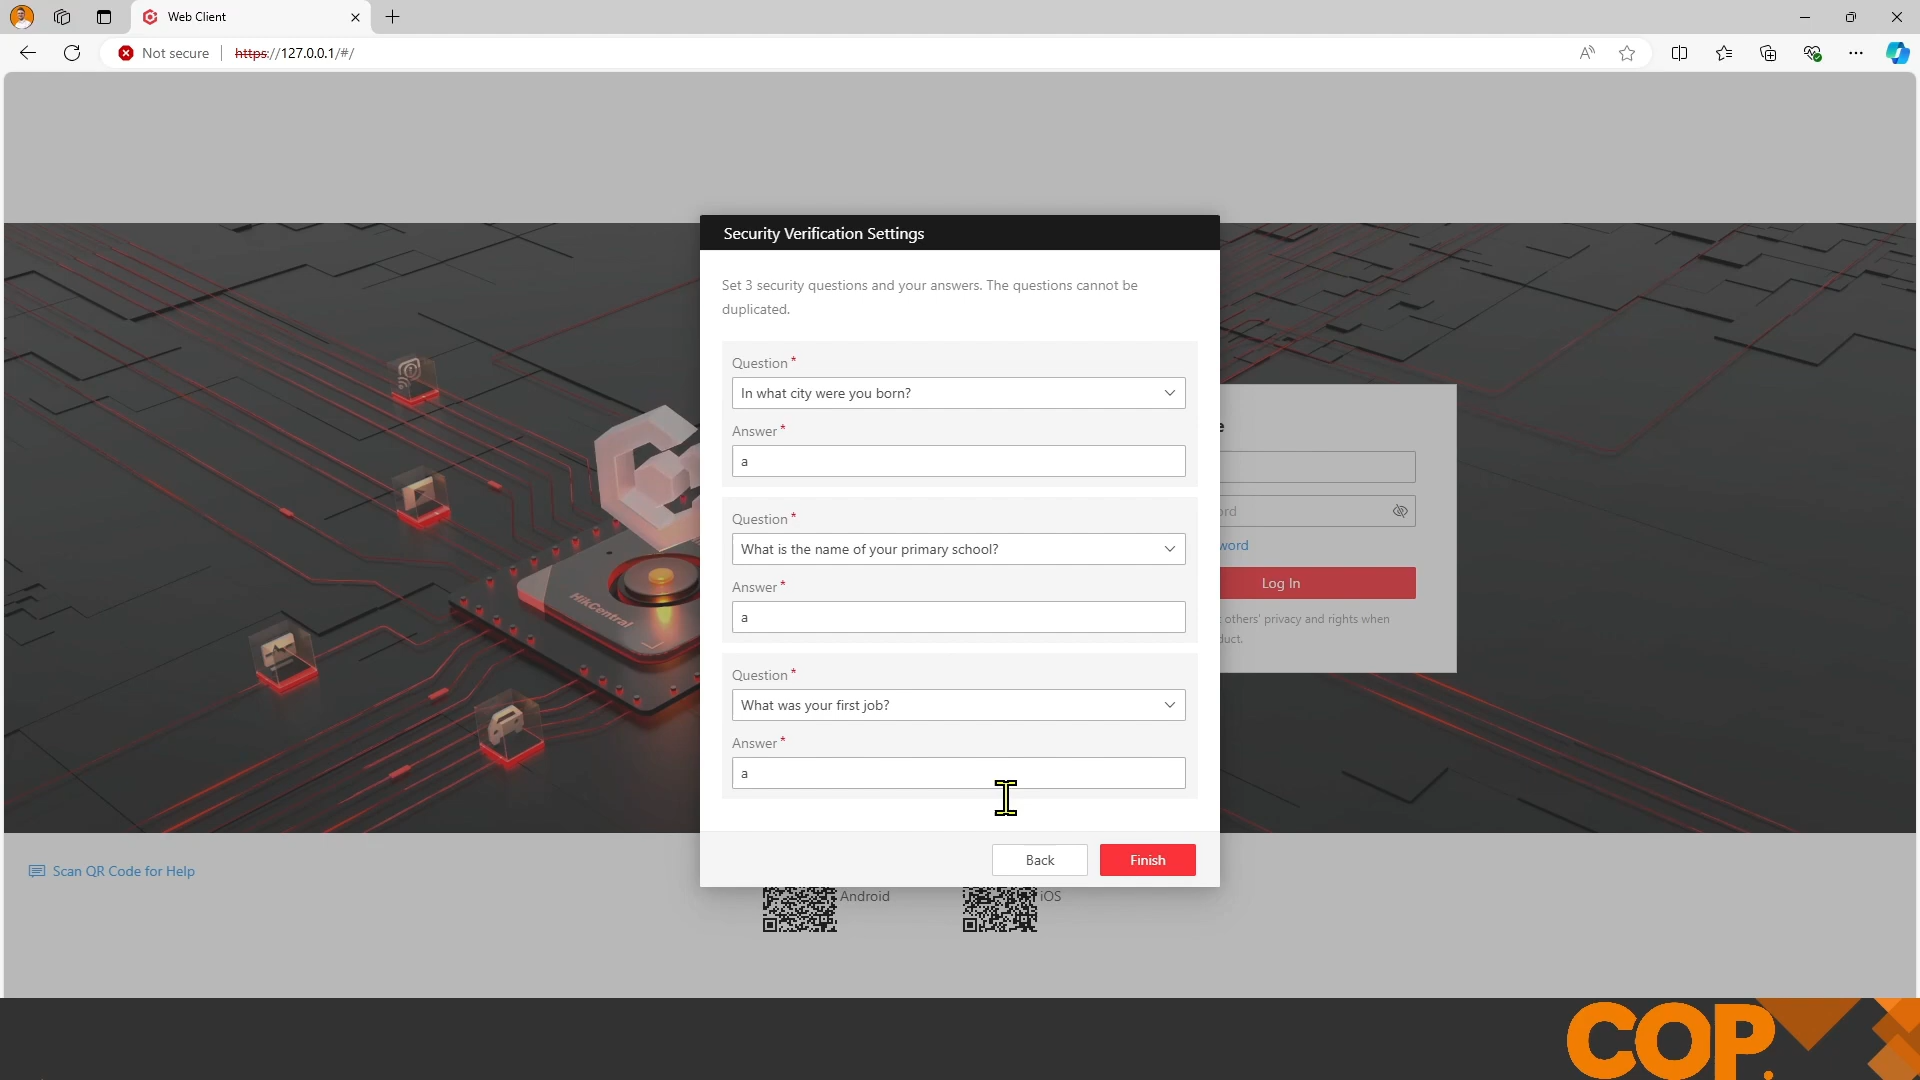 Web Client
Not secure
https://127.0.0.1/#/
Security Verification Settings
Set 3 security questions and your answers. The questions cannot be
duplicated.
Question *
In what city were you born?
Answer *
a
Question *
What is the name of your primary school?
Answer *
a
Question *
What was your first job?
Answer *
a
Back
Finish
Log In
others' privacy and rights when
HikCentral
Scan QR Code for Help
Android
iOS
COP.